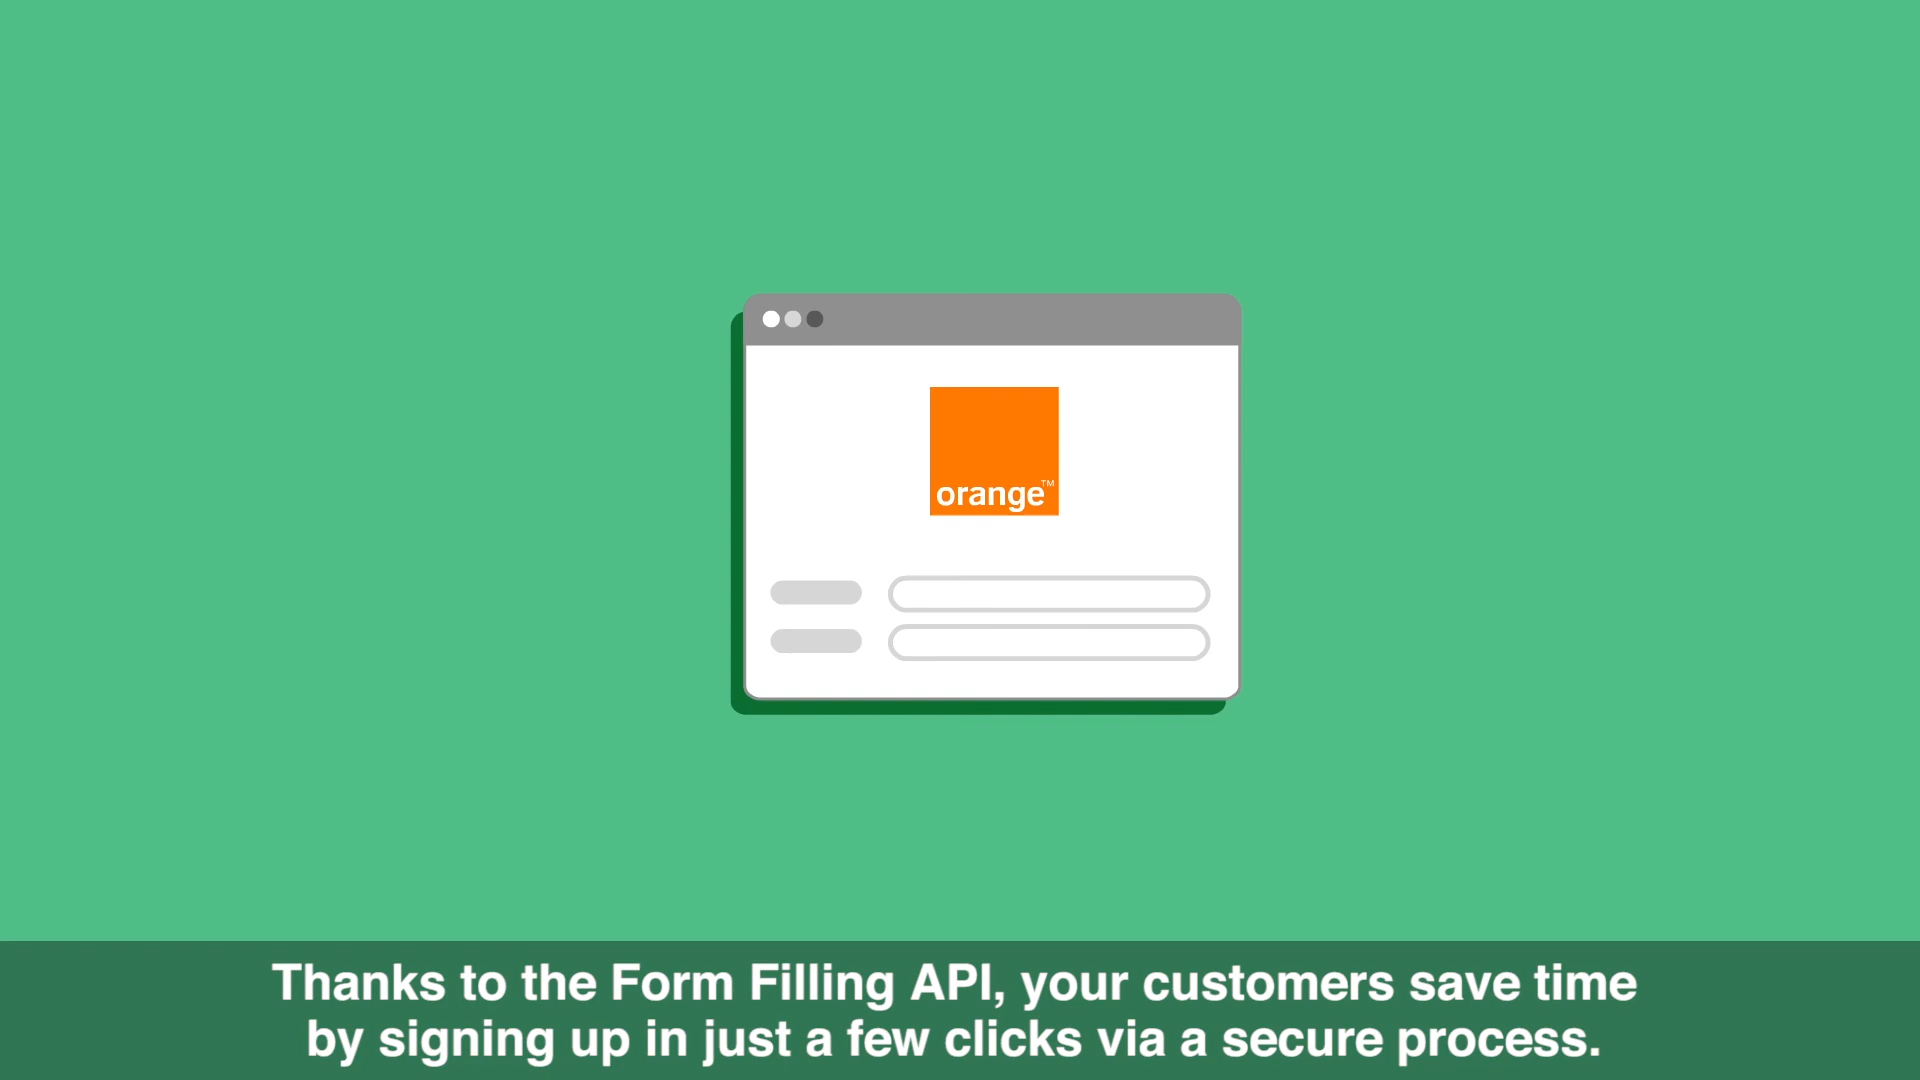 orange™
Thanks to the Form Filling API, your customers save time
by signing up in just a few clicks via a secure process.